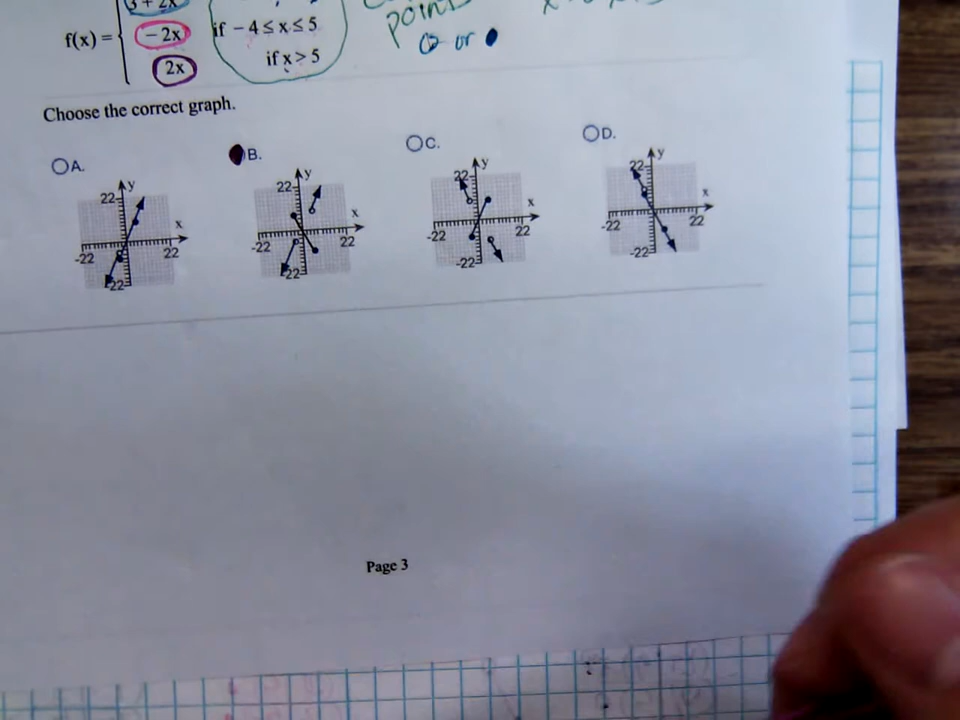 3 + 2x
points
f(x) =
- 2x
if - 4 ≤ x ≤ 5
or
2x
if x > 5
Choose the correct graph.
A.
B.
C.
D.
y
22
x
-22
22
-22
y
22
x
-22
22
-22
y
22
x
-22
22
-22
y
22
x
-22
22
-22
Page 3